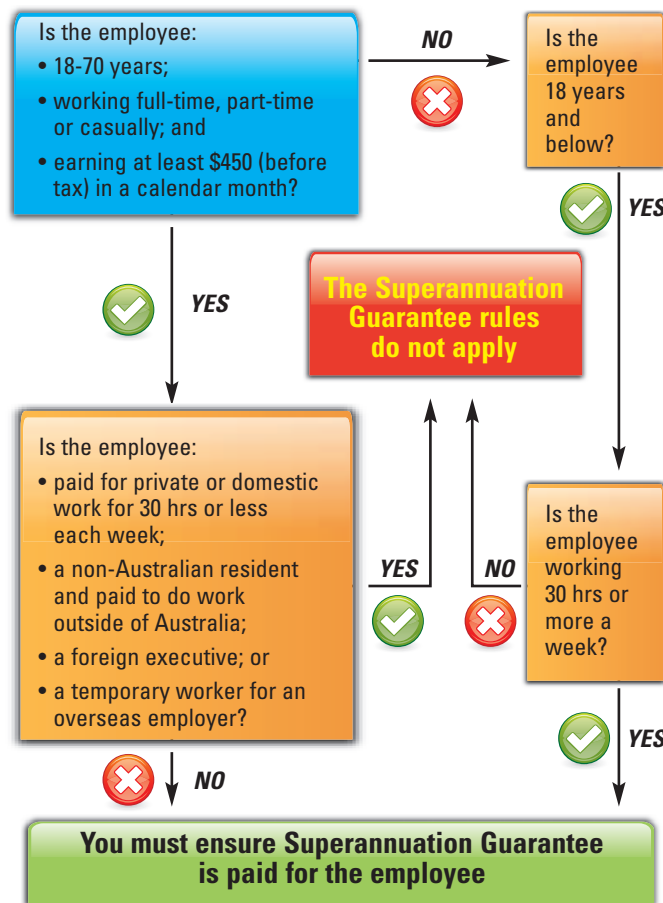 Is the employee:
• 18-70 years;
• working full-time, part-time
or casually; and
• earning at least $450 (before
tax) in a calendar month?
NO
Is the
employee
18 years
and
below?
YES
YES
The Superannuation
Guarantee rules
do not apply
Is the employee:
• paid for private or domestic
work for 30 hrs or less
each week;
• a non-Australian resident
and paid to do work
outside of Australia;
• a foreign executive; or
• a temporary worker for an
overseas employer?
YES
NO
Is the
employee
working
30 hrs or
more a
week?
NO
YES
You must ensure Superannuation Guarantee
is paid for the employee